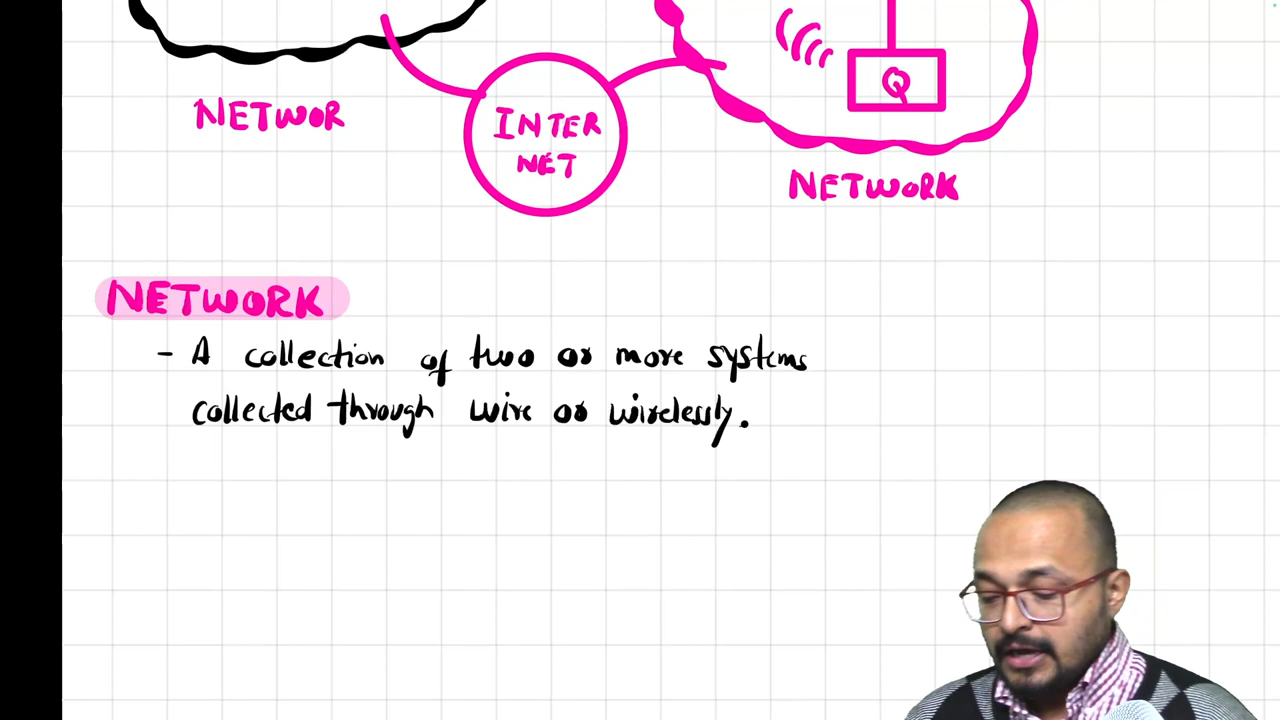 NETWOR
INTER
NET
Q
NETWORK
NETWORK
- A collection of two or more systems
collected through wire or wirelessly.